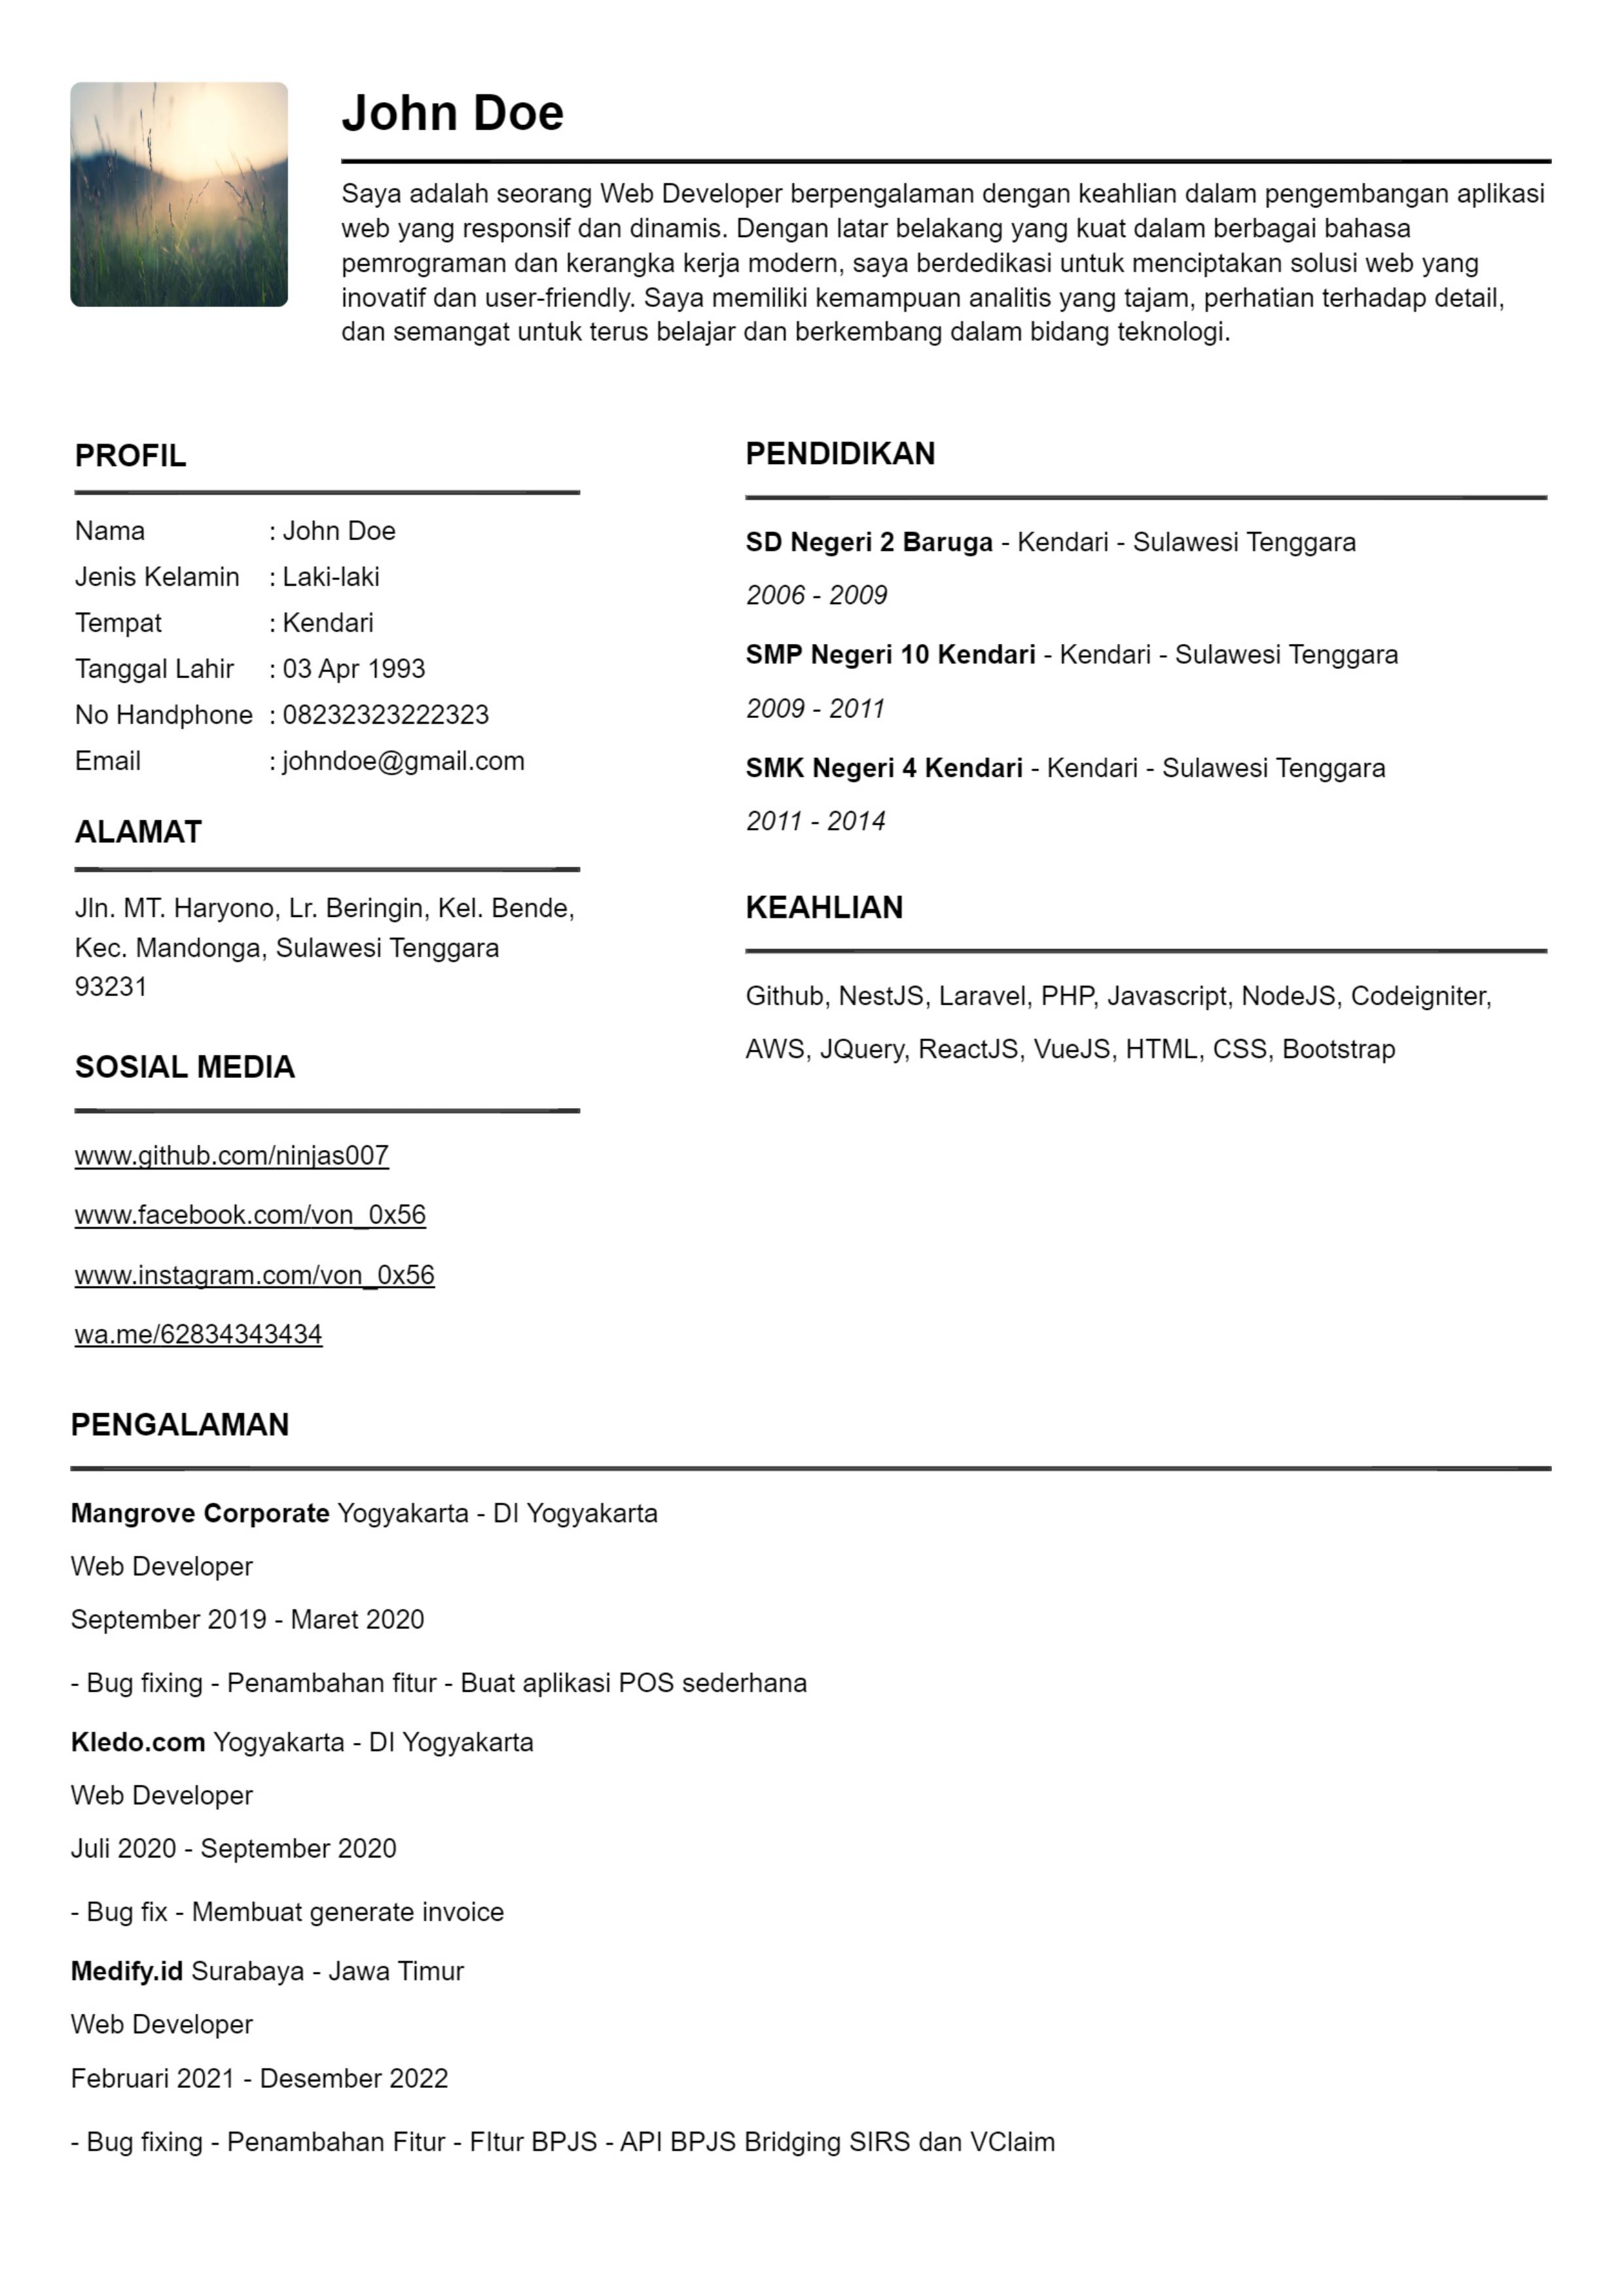 John Doe
Saya adalah seorang Web Developer berpengalaman dengan keahlian dalam pengembangan aplikasi
web yang responsif dan dinamis. Dengan latar belakang yang kuat dalam berbagai bahasa
pemrograman dan kerangka kerja modern, saya berdedikasi untuk menciptakan solusi web yang
inovatif dan user-friendly. Saya memiliki kemampuan analitis yang tajam, perhatian terhadap detail,
dan semangat untuk terus belajar dan berkembang dalam bidang teknologi.
PROFIL
Nama : John Doe
Jenis Kelamin : Laki-laki
Tempat : Kendari
Tanggal Lahir : 03 Apr 1993
No Handphone : 08232323222323
Email : johndoe@gmail.com
ALAMAT
Jln. MT. Haryono, Lr. Beringin, Kel. Bende,
Kec. Mandonga, Sulawesi Tenggara
93231
SOSIAL MEDIA
www.github.com/ninjas007
www.facebook.com/von_0x56
www.instagram.com/von_0x56
wa.me/62834343434
PENDIDIKAN
SD Negeri 2 Baruga - Kendari - Sulawesi Tenggara
2006 - 2009
SMP Negeri 10 Kendari - Kendari - Sulawesi Tenggara
2009 - 2011
SMK Negeri 4 Kendari - Kendari - Sulawesi Tenggara
2011 - 2014
KEAHLIAN
Github, NestJS, Laravel, PHP, Javascript, NodeJS, Codeigniter,
AWS, JQuery, ReactJS, VueJS, HTML, CSS, Bootstrap
PENGALAMAN
Mangrove Corporate Yogyakarta - DI Yogyakarta
Web Developer
September 2019 - Maret 2020
- Bug fixing - Penambahan fitur - Buat aplikasi POS sederhana
Kledo.com Yogyakarta - DI Yogyakarta
Web Developer
Juli 2020 - September 2020
- Bug fix - Membuat generate invoice
Medify.id Surabaya - Jawa Timur
Web Developer
Februari 2021 - Desember 2022
- Bug fixing - Penambahan Fitur - FItur BPJS - API BPJS Bridging SIRS dan VClaim